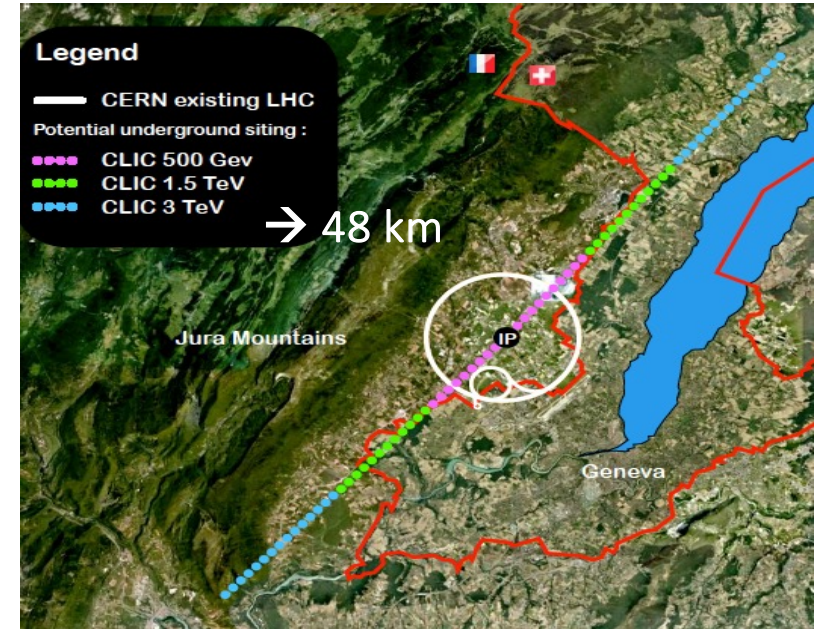 Legend
CERN existing LHC
Potential underground siting :
CLIC 500 Gev
CLIC 1.5 TeV
CLIC 3 TeV
→ 48 km
Jura Mountains
IP
Geneva